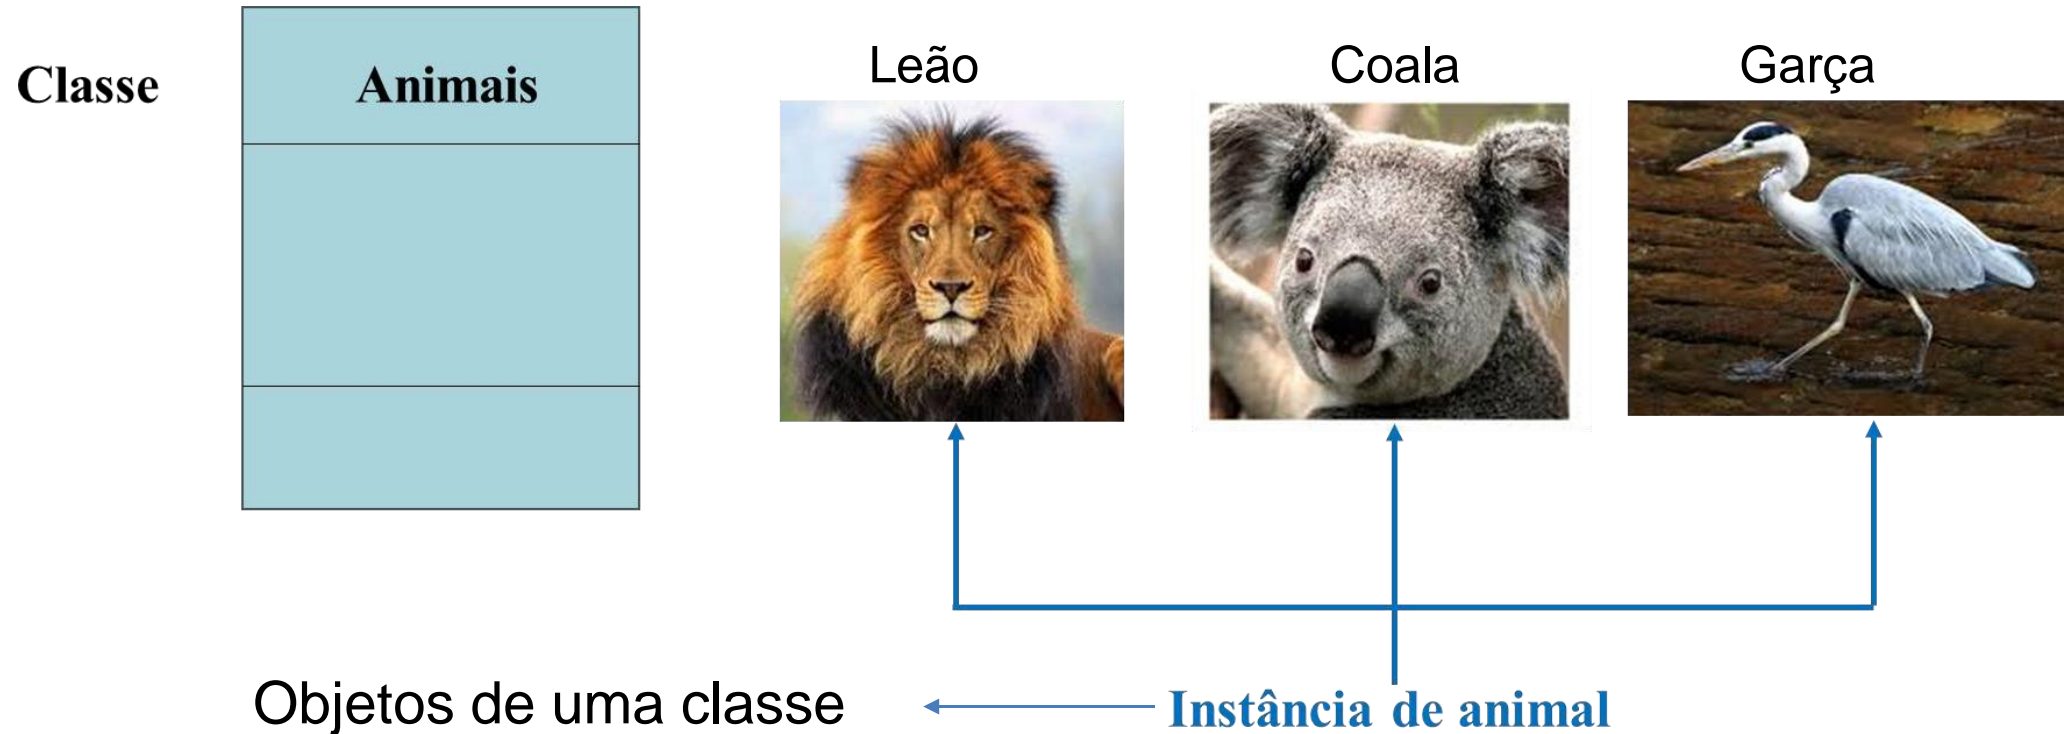 Classe
Animais
Leão
Coala
Garça
Objetos de uma classe
Instância de animal